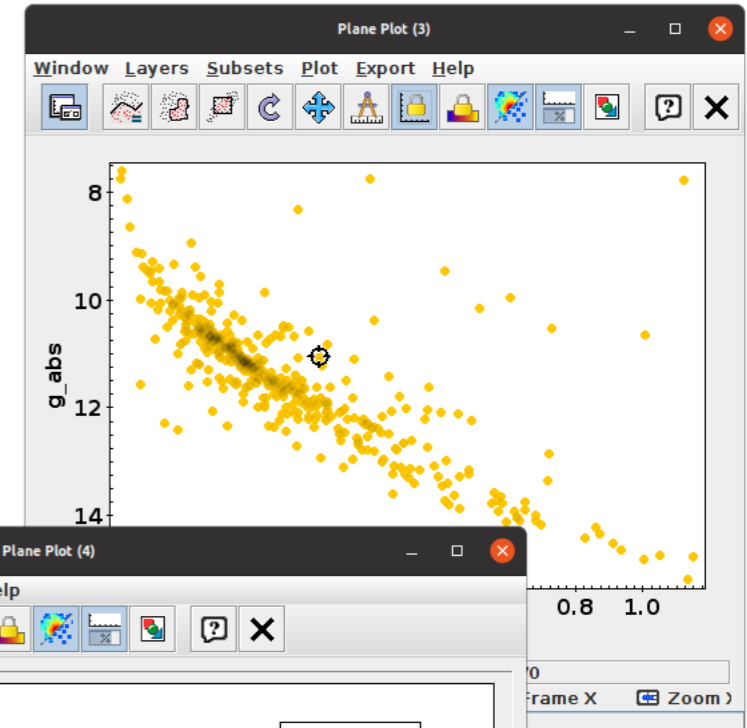 Plane Plot (3)
Window Layers Subsets Plot Export Help
8
10
g_abs
12
14
0.8 1.0
Plane Plot (4)
elp
%
?
Frame X Zoom